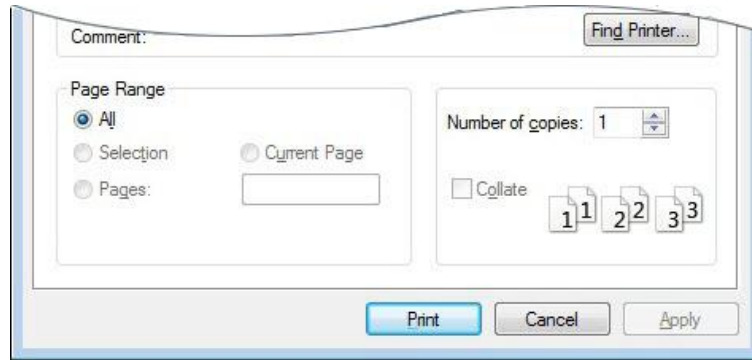 Comment:
Find Printer...
Page Range
All
Selection
Current Page
Pages:
Number of copies: 1
Collate
1 1 2 2 3 3
Print
Cancel
Apply